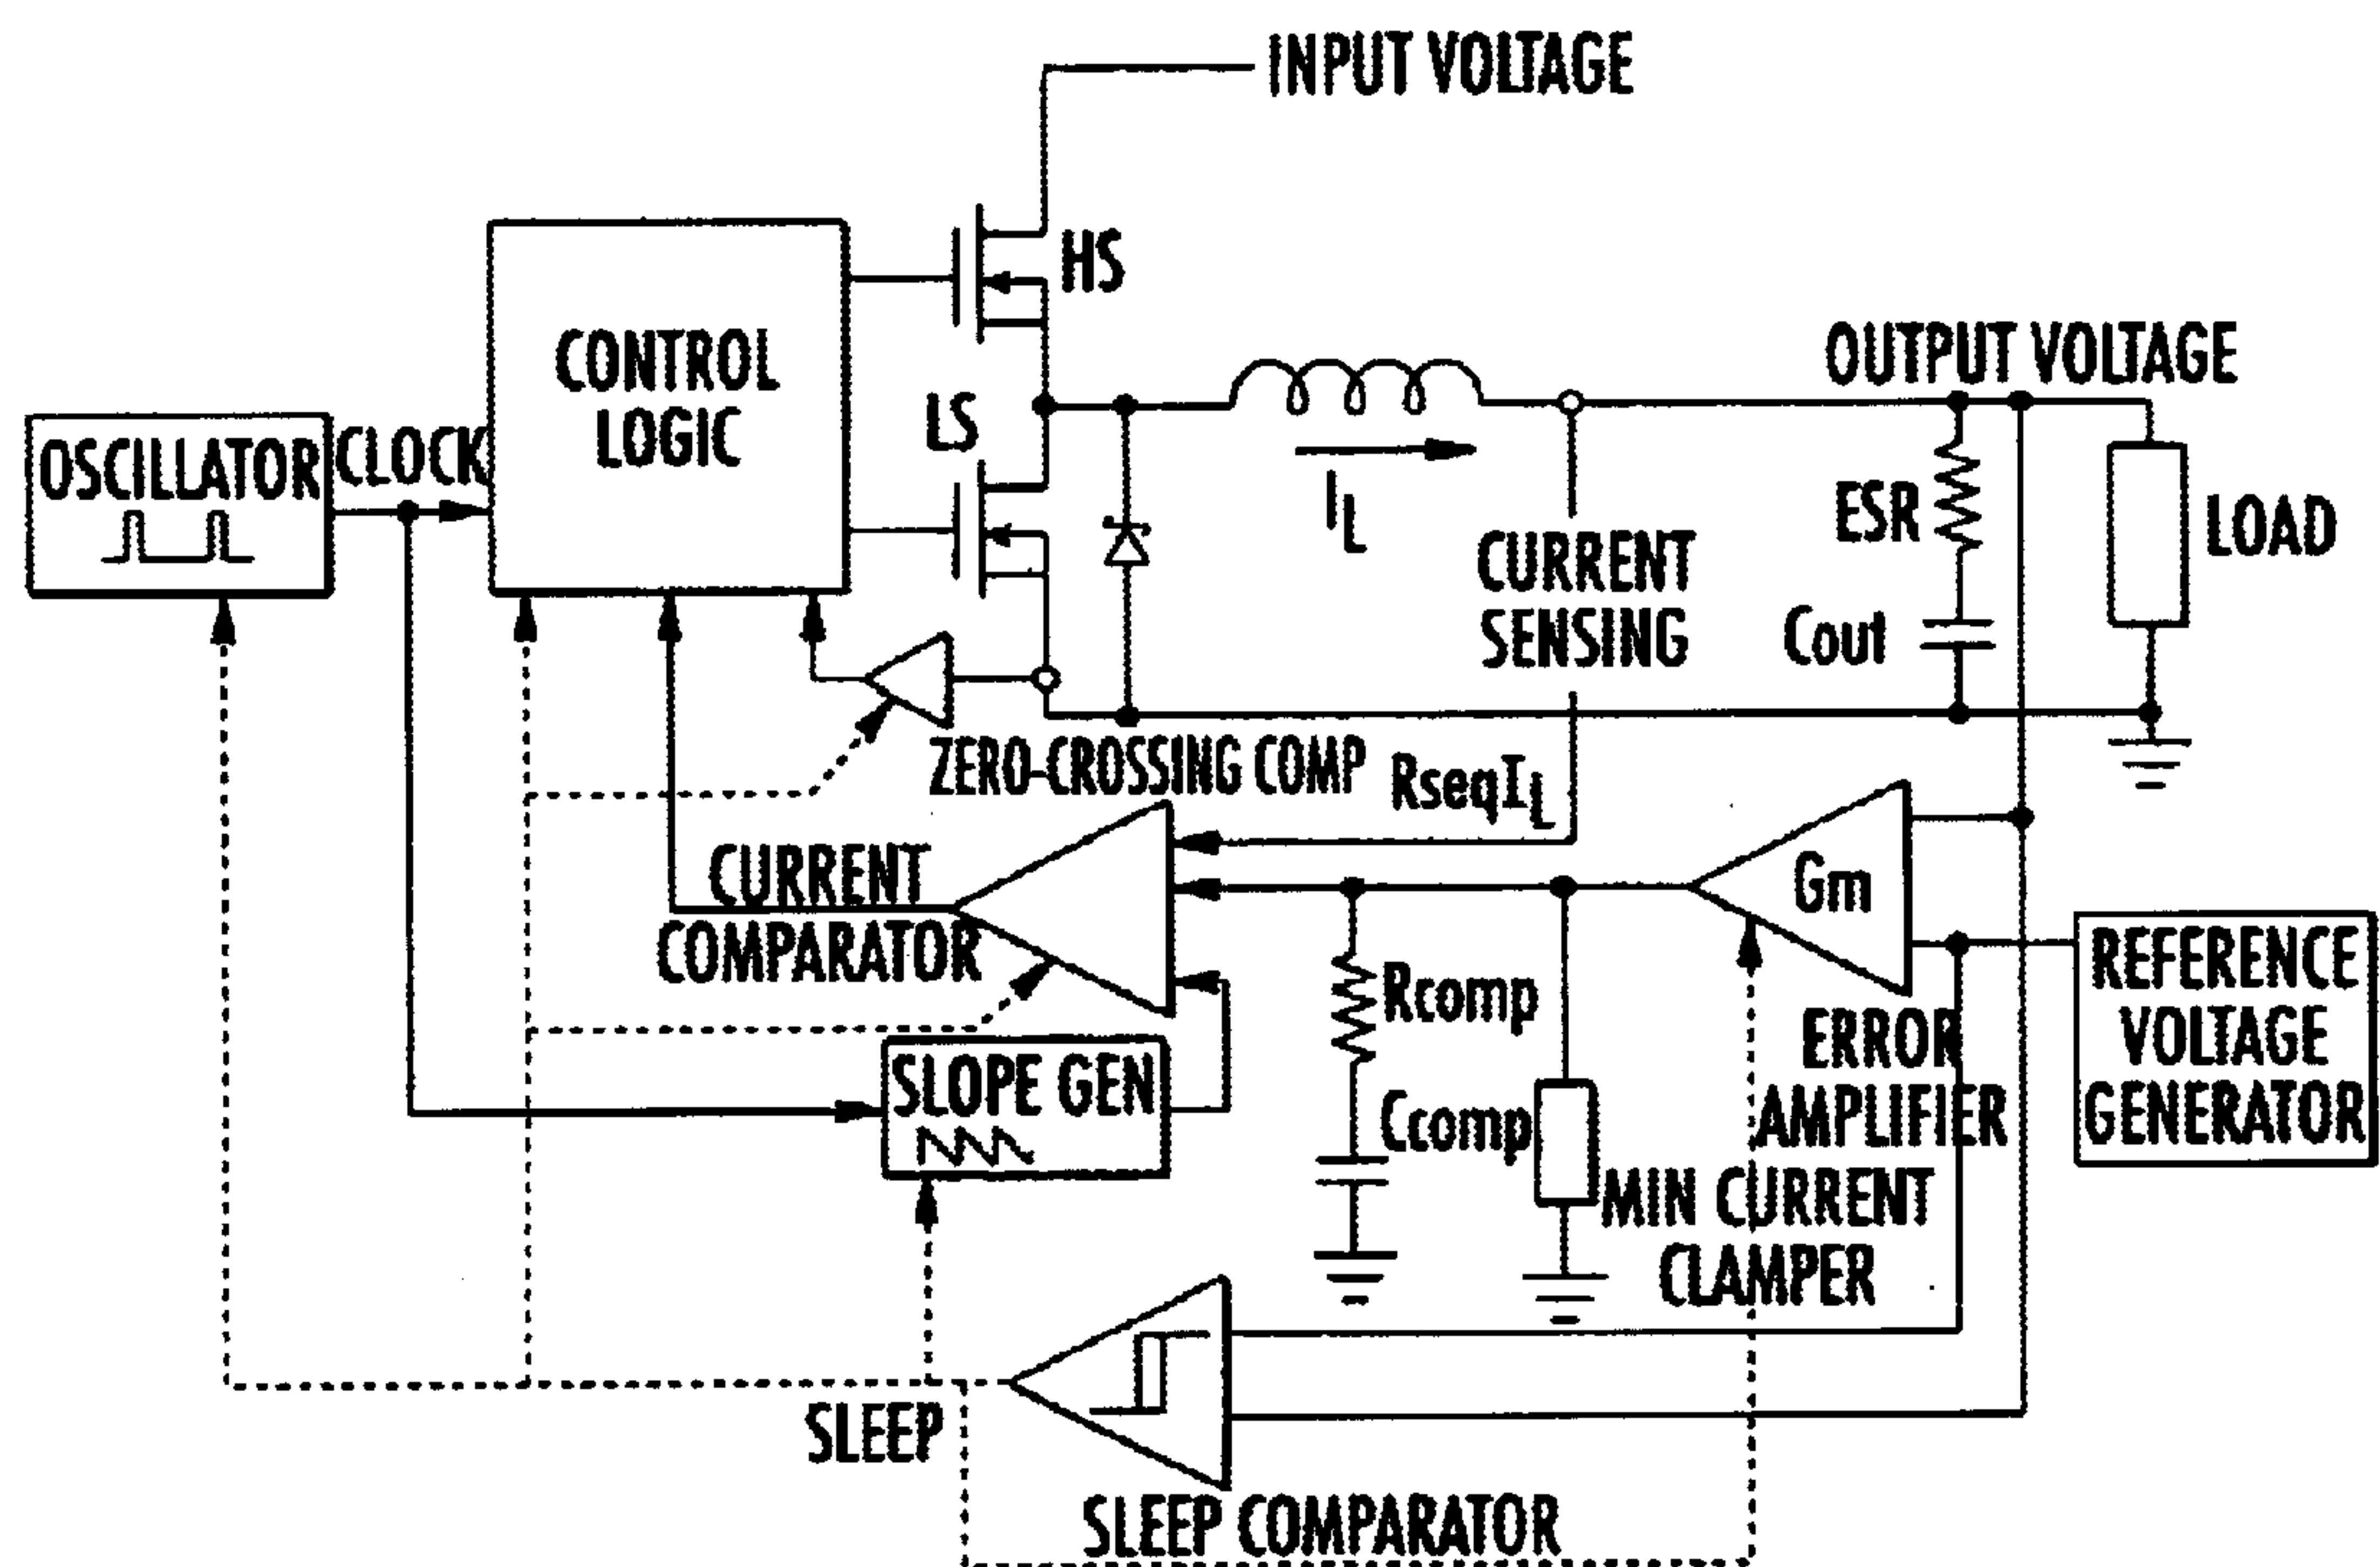 INPUT VOLTAGE
HS
CONTROL
LOGIC
OUTPUT VOLTAGE
LS
OSCILLATOR
CLOCK
IL
ESR
LOAD
CURRENT
SENSING
Cout
ZERO-CROSSING COMP
RseqIL
CURRENT
COMPARATOR
Gm
REFERENCE
VOLTAGE
GENERATOR
Rcomp
ERROR
AMPLIFIER
SLOPE GEN
Ccomp
MIN CURRENT
CLAMPER
SLEEP
SLEEP COMPARATOR